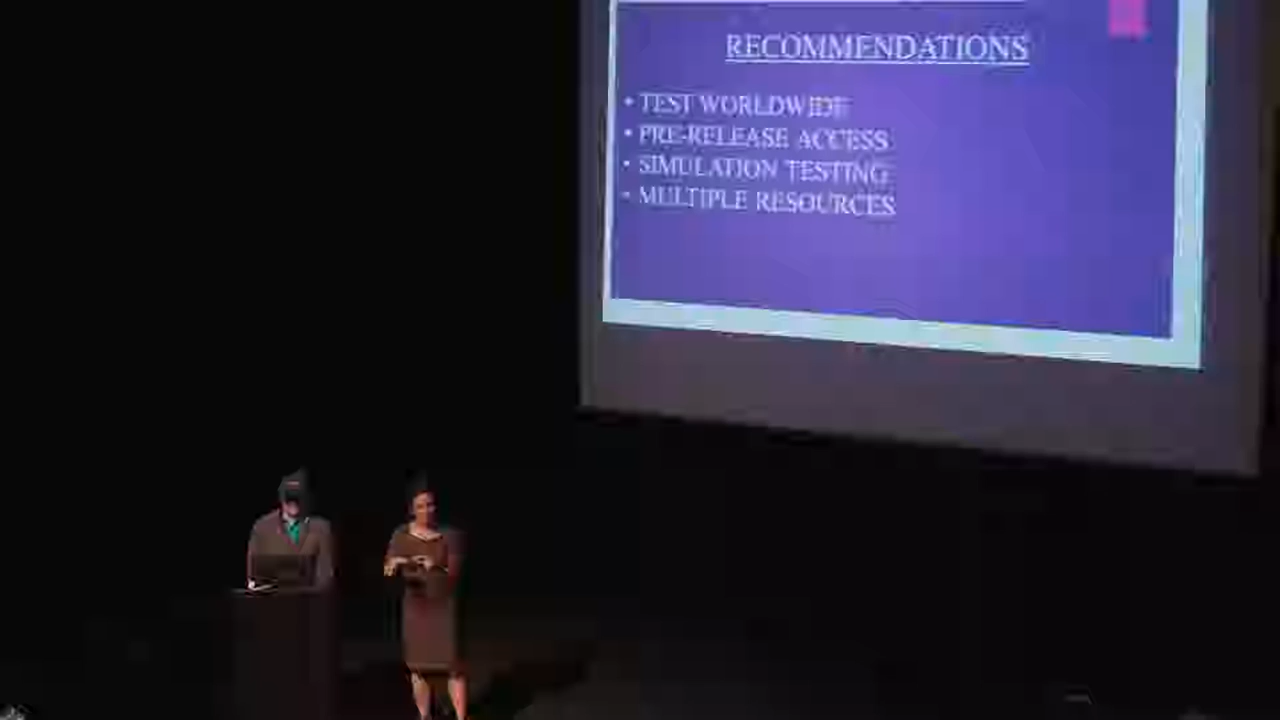 RECOMMENDATIONS
• TEST WORLDWIDE
• PRE-RELEASE ACCESS
• SIMULATION TESTING
• MULTIPLE RESOURCES